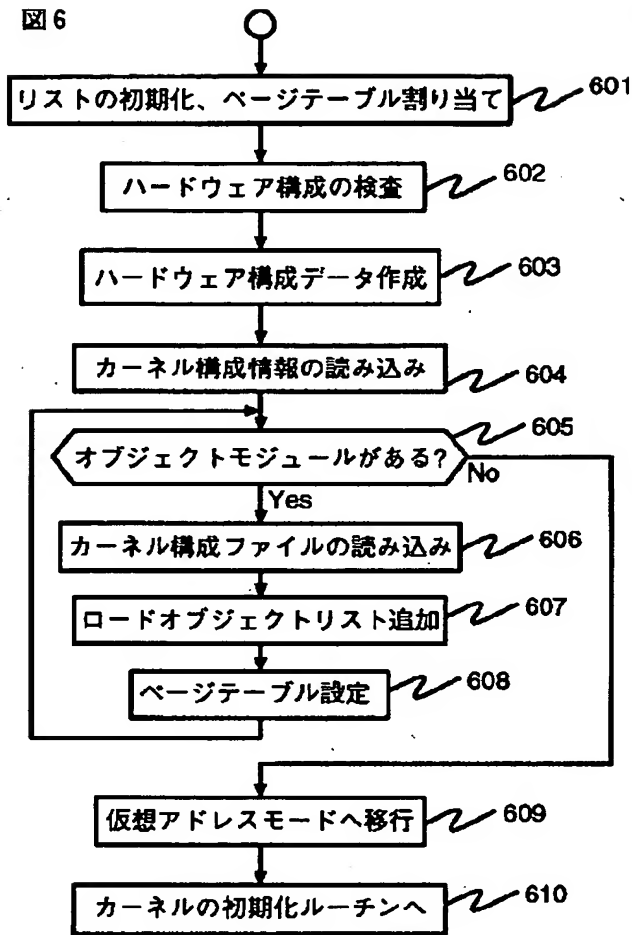 図6
リストの初期化、ページテーブル割り当て
601
ハードウェア構成の検査
602
ハードウェア構成データ作成
603
カーネル構成情報の読み込み
604
オブジェクトモジュールがある?
605
No
Yes
カーネル構成ファイルの読み込み
606
ロードオブジェクトリスト追加
607
ページテーブル設定
608
仮想アドレスモードへ移行
609
カーネルの初期化ルーチンへ
610